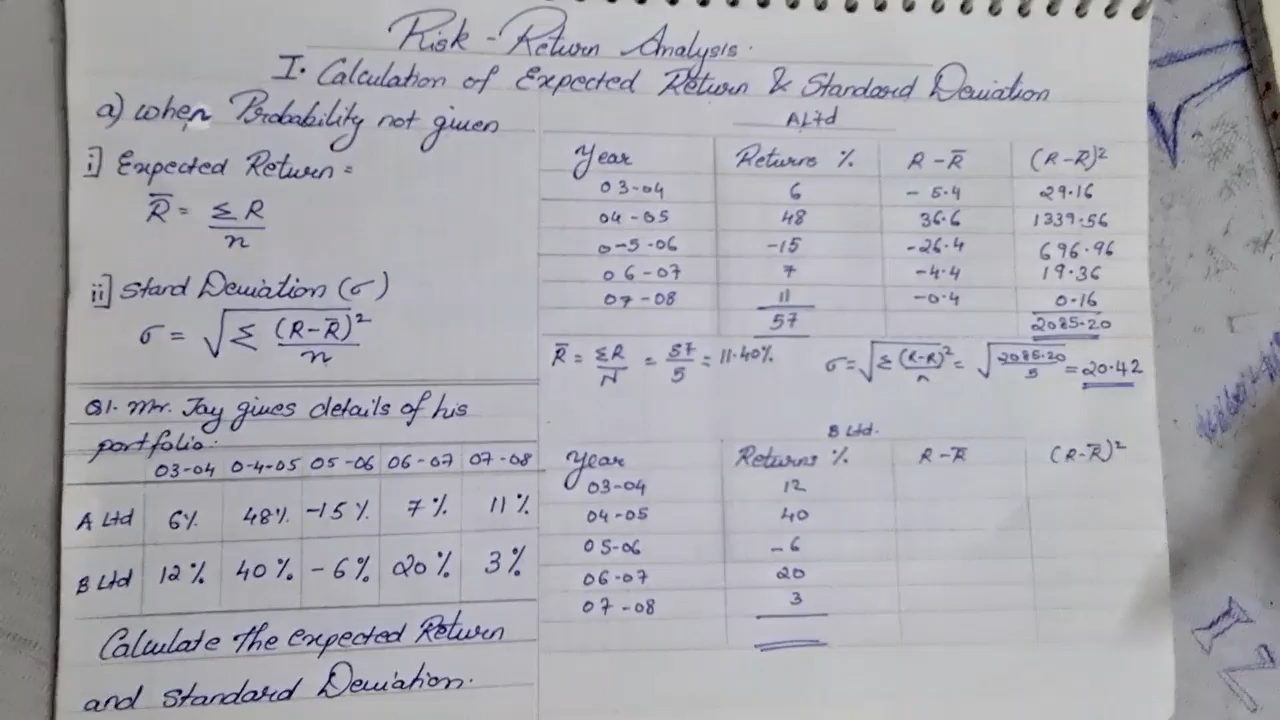 Risk - Return Analysis.
I. Calculation of Expected Return & Standard Deviation
a) when Probability not given
i] Expected Return =
R̄ = ΣR / n
ii] Stand Deviation (σ)
σ = √Σ (R-R̄)² / n
Q1. Mr. Jay gives details of his
portfolio:
03-04 0-4-05 05-06 06-07 07-08
A Ltd 6% 48% -15% 7% 11%
B Ltd 12% 40% -6% 20% 3%
Calculate the expected Return
and Standard Deviation.
A Ltd
Year Returns % R-R̄ (R-R̄)²
03-04 6 -5.4 29.16
04-05 48 36.6 1339.56
0-5-06 -15 -26.4 696.96
06-07 7 -4.4 19.36
07-08 11 -0.4 0.16
57 2085.20
R̄ = ΣR / N = 57 / 5 = 11.40% σ = √Σ (R-R̄)² / n = √2085.20 / 5 = 20.42
B Ltd.
Year Returns % R-R̄ (R-R̄)²
03-04 12
04-05 40
05-06 -6
06-07 20
07-08 3